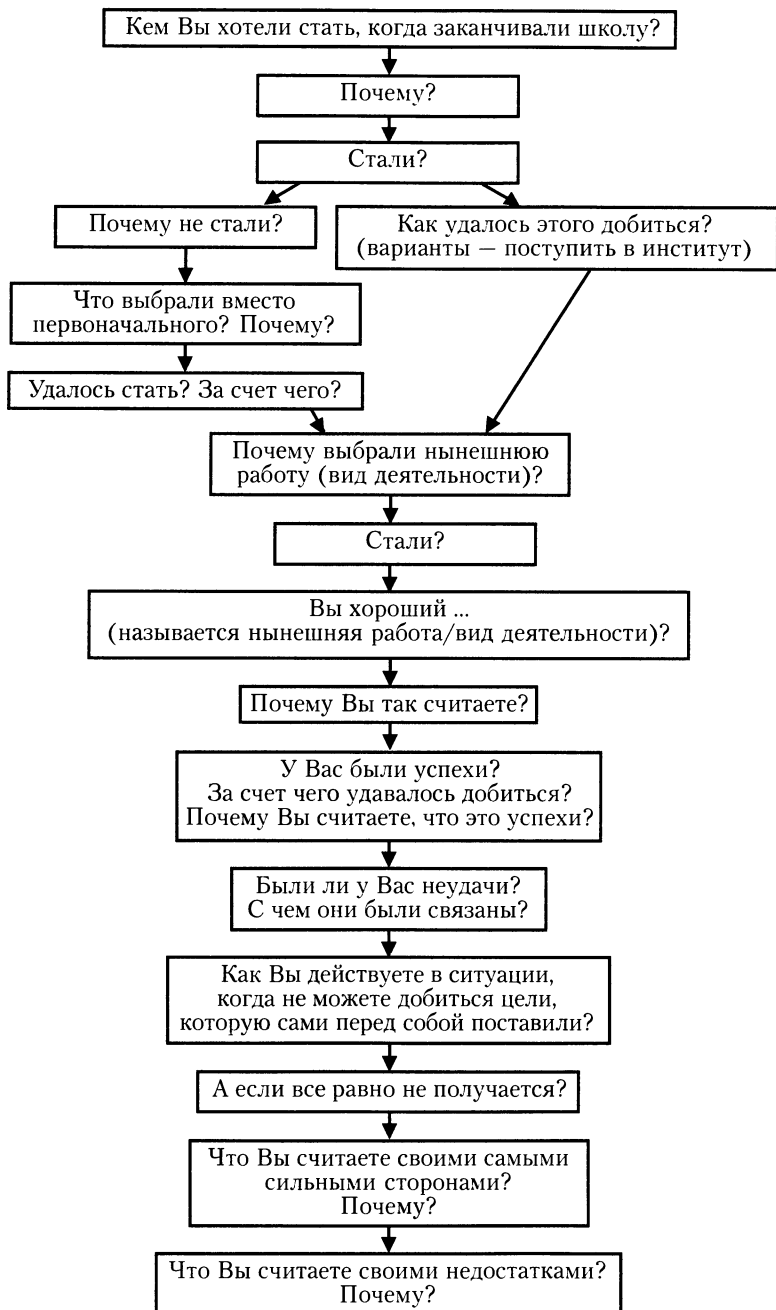 Кем Вы хотели стать, когда заканчивали школу?
Почему?
Стали?
Почему не стали?
Как удалось этого добиться?
(варианты — поступить в институт)
Что выбрали вместо
первоначального? Почему?
Удалось стать? За счет чего?
Почему выбрали нынешнюю
работу (вид деятельности)?
Стали?
Вы хороший ...
(называется нынешняя работа/вид деятельности)?
Почему Вы так считаете?
У Вас были успехи?
За счет чего удавалось добиться?
Почему Вы считаете, что это успехи?
Были ли у Вас неудачи?
С чем они были связаны?
Как Вы действуете в ситуации,
когда не можете добиться цели,
которую сами перед собой поставили?
А если все равно не получается?
Что Вы считаете своими самыми
сильными сторонами?
Почему?
Что Вы считаете своими недостатками?
Почему?